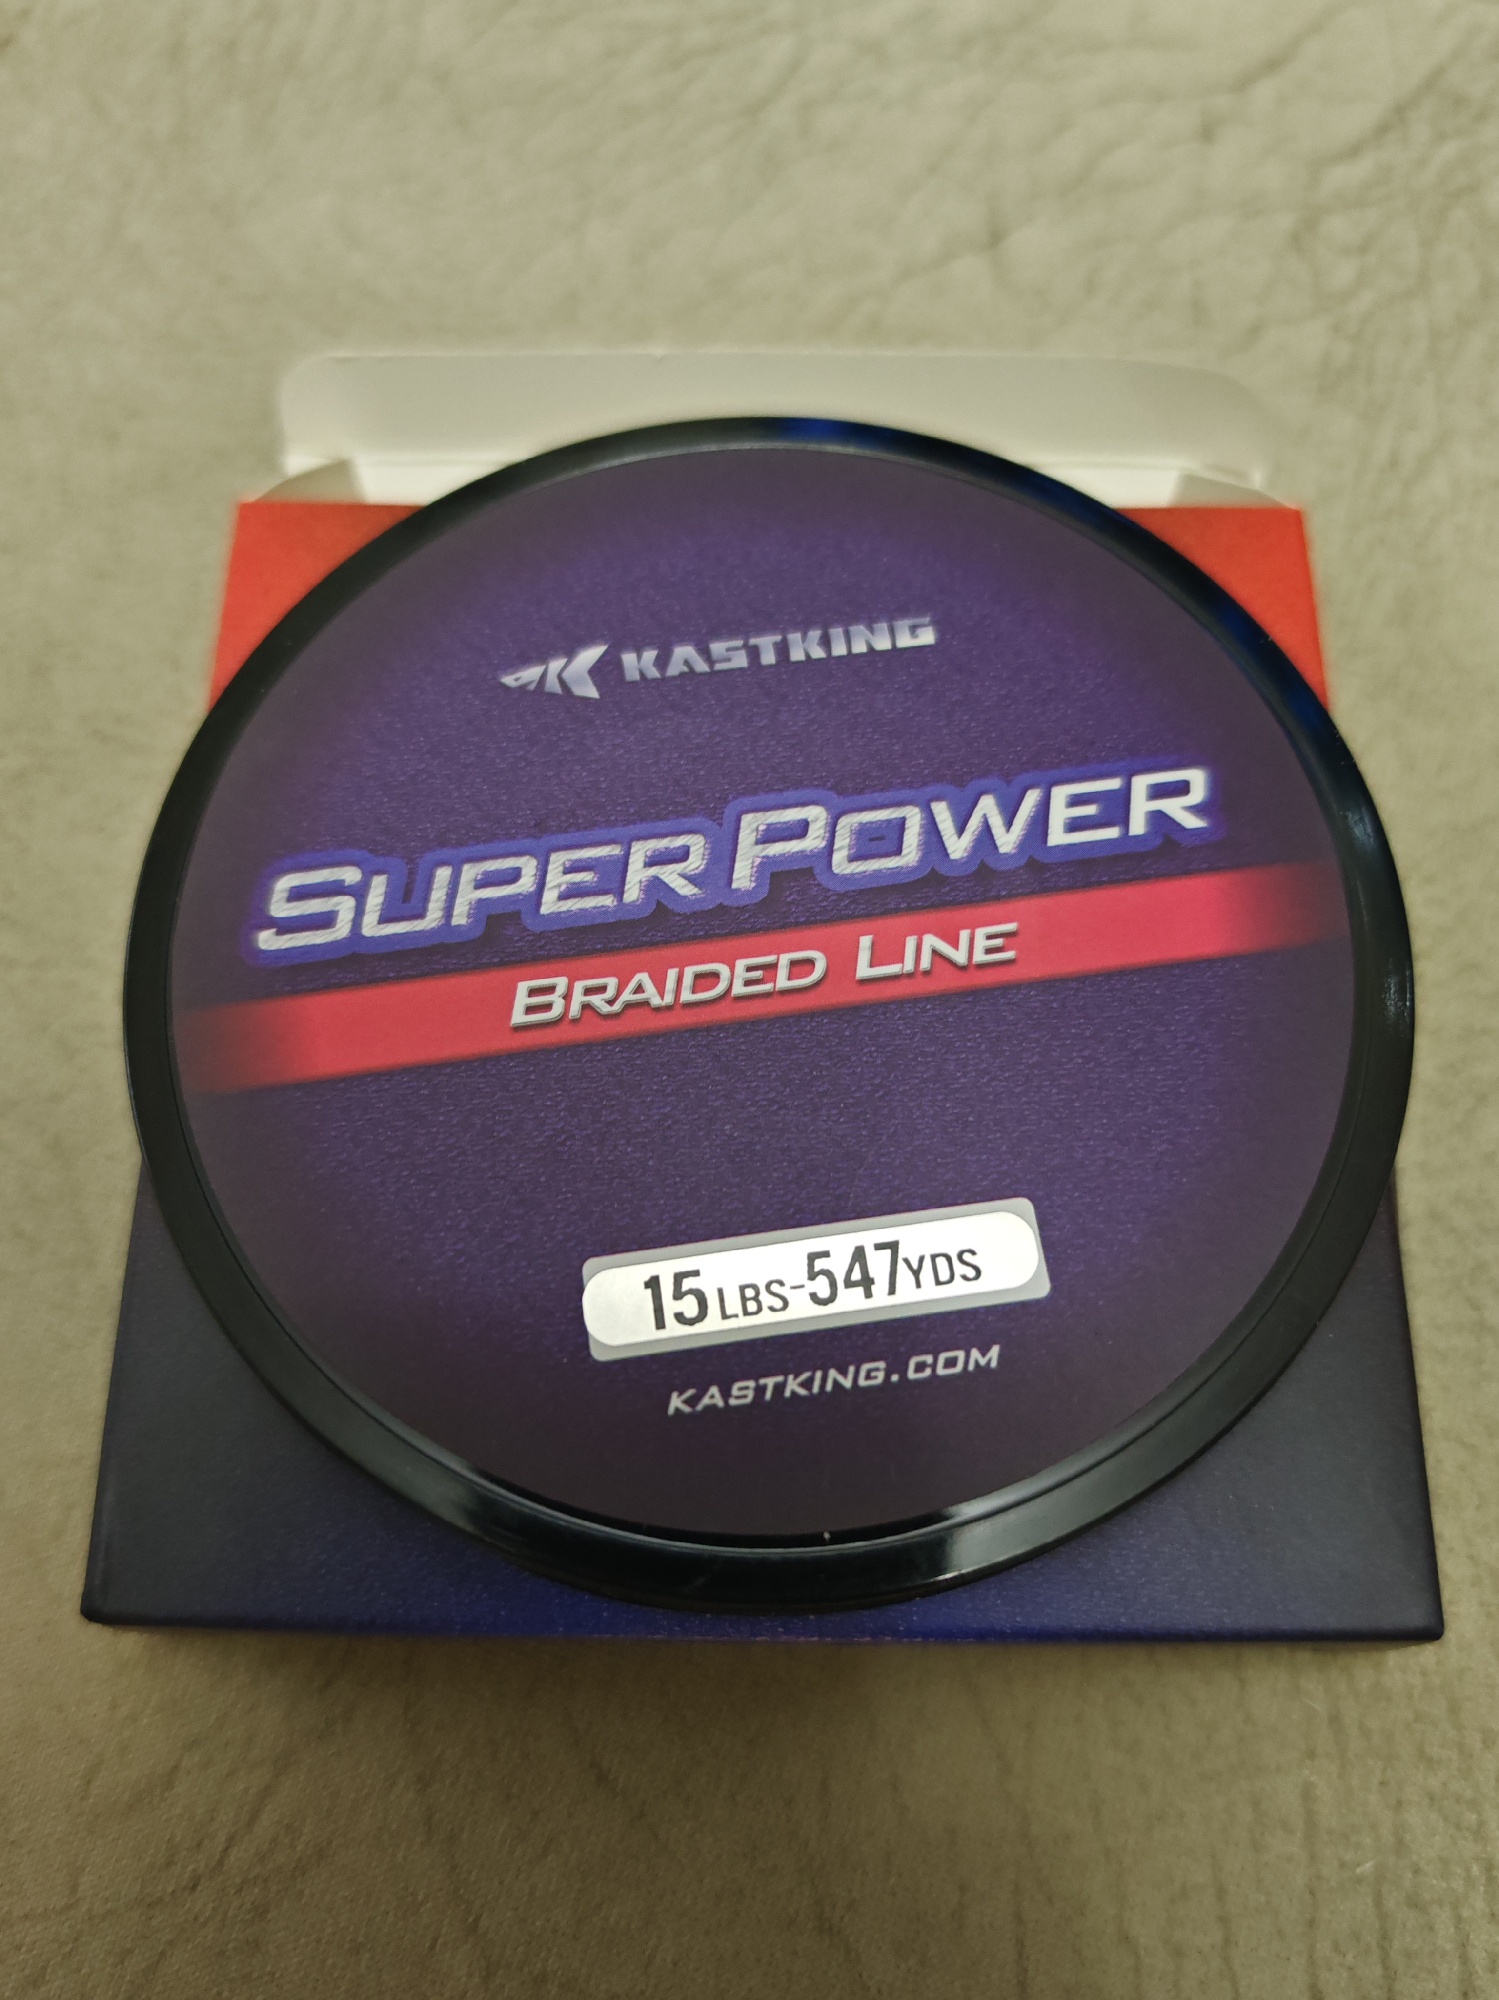 KASTKING
SUPERPOWER
BRAIDED LINE
15LBS-547YDS
KASTKING.COM